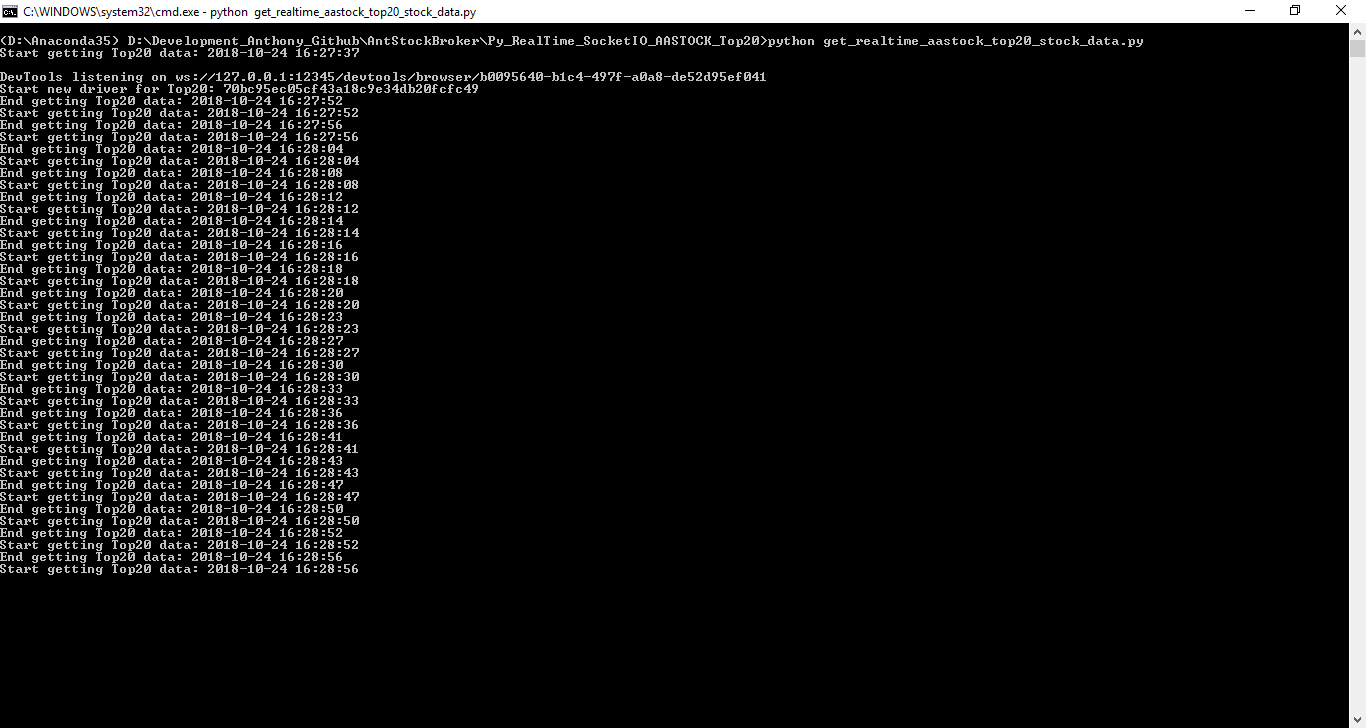 C:\WINDOWS\system32\cmd.exe - python  get_realtime_aastock_top20_stock_data.py
(D:\Anaconda35) D:\Development_Anthony_Github\AntStockBroker\Py_RealTime_SocketIO_AASTOCK_Top20>python get_realtime_aastock_top20_stock_data.py
Start getting Top20 data: 2018-10-24 16:27:37
DevTools listening on ws://127.0.0.1:12345/devtools/browser/b0095640-b1c4-497f-a0a8-de52d95ef041
Start new driver for Top20: 70bc95ec05cf43a18c9e34db20fcfc49
End getting Top20 data: 2018-10-24 16:27:52
Start getting Top20 data: 2018-10-24 16:27:52
End getting Top20 data: 2018-10-24 16:27:56
Start getting Top20 data: 2018-10-24 16:27:56
End getting Top20 data: 2018-10-24 16:28:04
Start getting Top20 data: 2018-10-24 16:28:04
End getting Top20 data: 2018-10-24 16:28:08
Start getting Top20 data: 2018-10-24 16:28:08
End getting Top20 data: 2018-10-24 16:28:12
Start getting Top20 data: 2018-10-24 16:28:12
End getting Top20 data: 2018-10-24 16:28:14
Start getting Top20 data: 2018-10-24 16:28:14
End getting Top20 data: 2018-10-24 16:28:16
Start getting Top20 data: 2018-10-24 16:28:16
End getting Top20 data: 2018-10-24 16:28:18
Start getting Top20 data: 2018-10-24 16:28:18
End getting Top20 data: 2018-10-24 16:28:20
Start getting Top20 data: 2018-10-24 16:28:20
End getting Top20 data: 2018-10-24 16:28:23
Start getting Top20 data: 2018-10-24 16:28:23
End getting Top20 data: 2018-10-24 16:28:27
Start getting Top20 data: 2018-10-24 16:28:27
End getting Top20 data: 2018-10-24 16:28:30
Start getting Top20 data: 2018-10-24 16:28:30
End getting Top20 data: 2018-10-24 16:28:33
Start getting Top20 data: 2018-10-24 16:28:33
End getting Top20 data: 2018-10-24 16:28:36
Start getting Top20 data: 2018-10-24 16:28:36
End getting Top20 data: 2018-10-24 16:28:41
Start getting Top20 data: 2018-10-24 16:28:41
End getting Top20 data: 2018-10-24 16:28:43
Start getting Top20 data: 2018-10-24 16:28:43
End getting Top20 data: 2018-10-24 16:28:47
Start getting Top20 data: 2018-10-24 16:28:47
End getting Top20 data: 2018-10-24 16:28:50
Start getting Top20 data: 2018-10-24 16:28:50
End getting Top20 data: 2018-10-24 16:28:52
Start getting Top20 data: 2018-10-24 16:28:52
End getting Top20 data: 2018-10-24 16:28:56
Start getting Top20 data: 2018-10-24 16:28:56